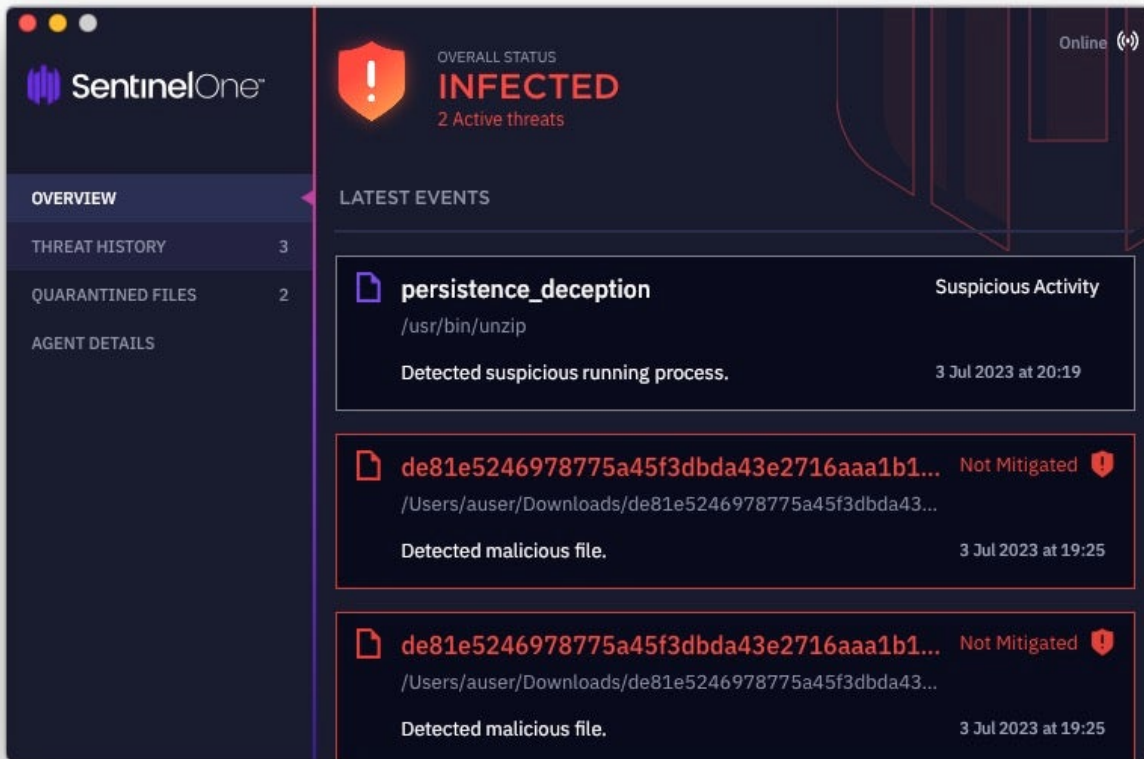 SentinelOne™
OVERVIEW
THREAT HISTORY 3
QUARANTINED FILES 2
AGENT DETAILS
OVERALL STATUS
INFECTED
2 Active threats
Online
LATEST EVENTS
persistence_deception Suspicious Activity
/usr/bin/unzip
Detected suspicious running process. 3 Jul 2023 at 20:19
de81e5246978775a45f3dbda43e2716aaa1b1... Not Mitigated
/Users/auser/Downloads/de81e5246978775a45f3dbda43...
Detected malicious file. 3 Jul 2023 at 19:25
de81e5246978775a45f3dbda43e2716aaa1b1... Not Mitigated
/Users/auser/Downloads/de81e5246978775a45f3dbda43...
Detected malicious file. 3 Jul 2023 at 19:25